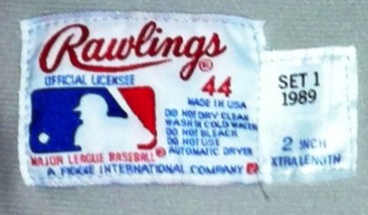 Rawlings®
OFFICIAL LICENSEE
44
MADE IN USA
DO NOT DRY CLEAN
WASH IN COLD WATER
DO NOT BLEACH
DO NOT USE
AUTOMATIC DRYER
MAJOR LEAGUE BASEBALL®
A FIGGIE INTERNATIONAL COMPANY
SET 1
1989
2 INCH
XTRA LENGTH